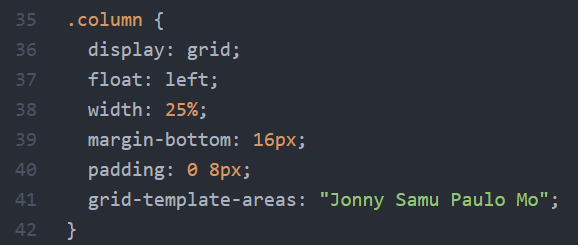 35 .column {
36 display: grid;
37 float: left;
38 width: 25%;
39 margin-bottom: 16px;
40 padding: 0 8px;
41 grid-template-areas: "Jonny Samu Paulo Mo";
42 }